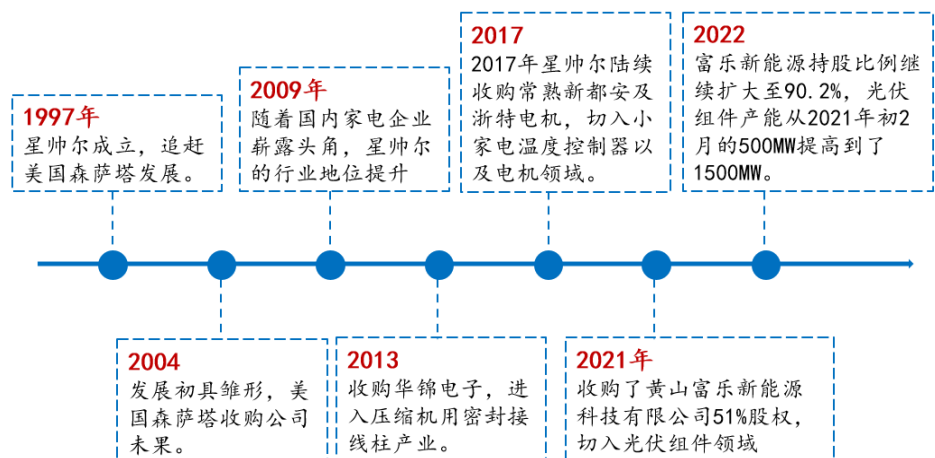 1997年
星帅尔成立，追赶
美国森萨塔发展。
2004
发展初具雏形，美
国森萨塔收购公司
未果。
2009年
随着国内家电企业
崭露头角，星帅尔
的行业地位提升
2013
收购华锦电子，进
入压缩机用密封接
线柱产业。
2017
2017年星帅尔陆续
收购常熟新都安及
浙特电机，切入小
家电温度控制器以
及电机领域。
2021年
收购了黄山富乐新能源
科技有限公司51%股权，
切入光伏组件领域
2022
富乐新能源持股比例继
续扩大至90.2%，光伏
组件产能从2021年初2
月的500MW提高到了
1500MW。